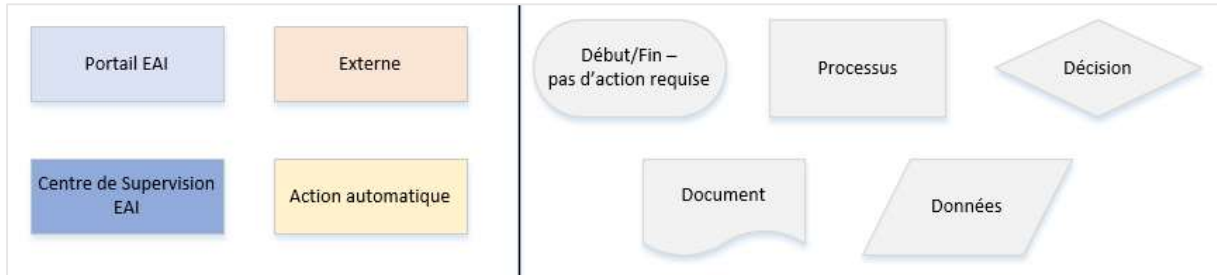 Portail EAI
Externe
Début/Fin –
pas d'action requise
Processus
Décision
Centre de Supervision
EAI
Action automatique
Document
Données